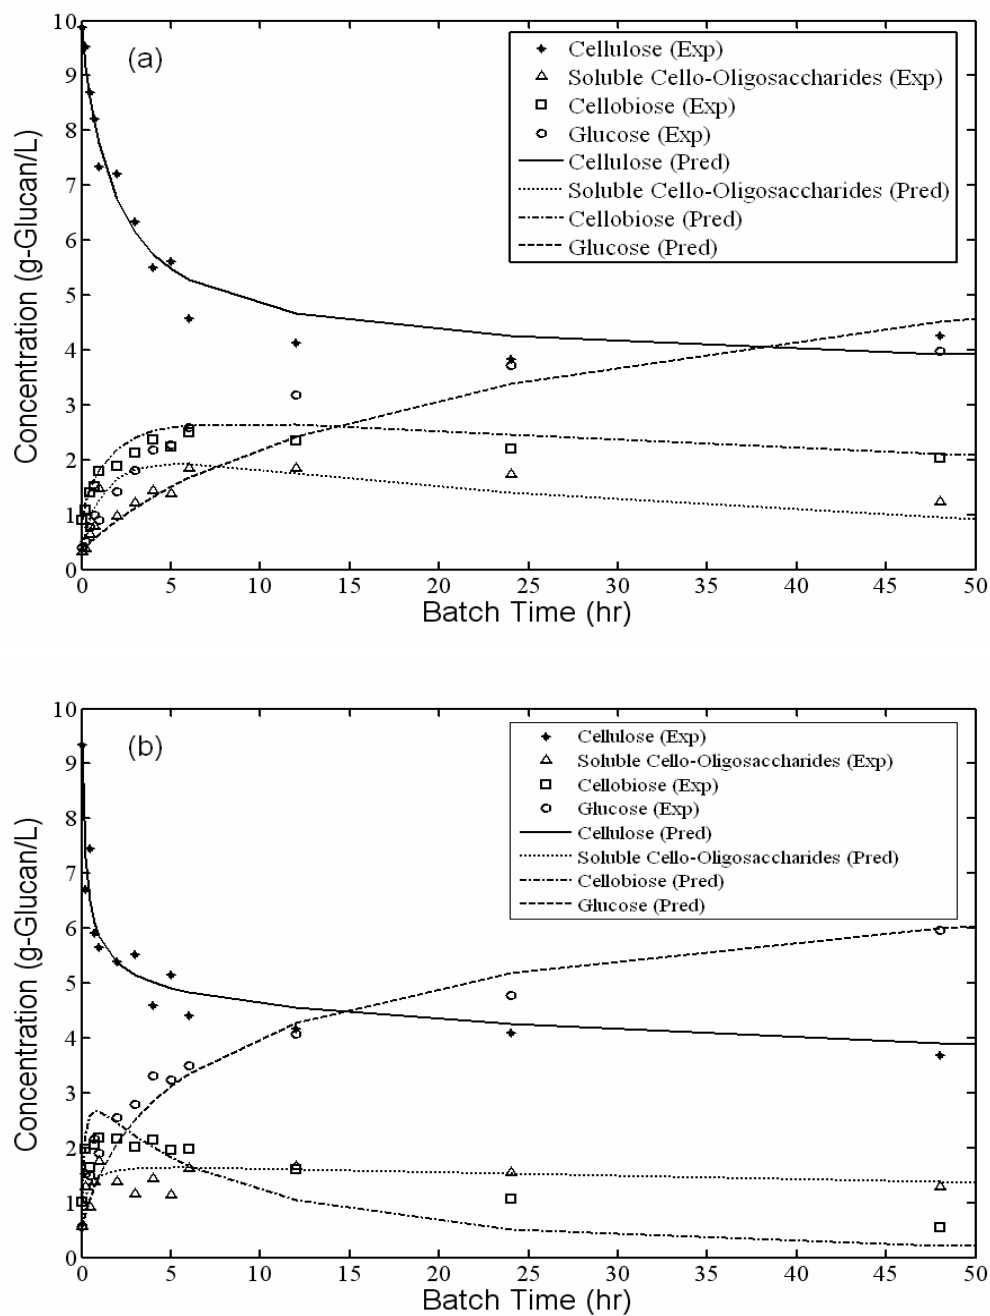 (a)
Cellulose (Exp)
Soluble Cello-Oligosaccharides (Exp)
Cellobiose (Exp)
Glucose (Exp)
Cellulose (Pred)
Soluble Cello-Oligosaccharides (Pred)
Cellobiose (Pred)
Glucose (Pred)
Concentration (g-Glucan/L)
10
9
8
7
6
5
4
3
2
1
0
0 5 10 15 20 25 30 35 40 45 50
Batch Time (hr)
(b)
Cellulose (Exp)
Soluble Cello-Oligosaccharides (Exp)
Cellobiose (Exp)
Glucose (Exp)
Cellulose (Pred)
Soluble Cello-Oligosaccharides (Pred)
Cellobiose (Pred)
Glucose (Pred)
Concentration (g-Glucan/L)
10
9
8
7
6
5
4
3
2
1
0
0 5 10 15 20 25 30 35 40 45 50
Batch Time (hr)